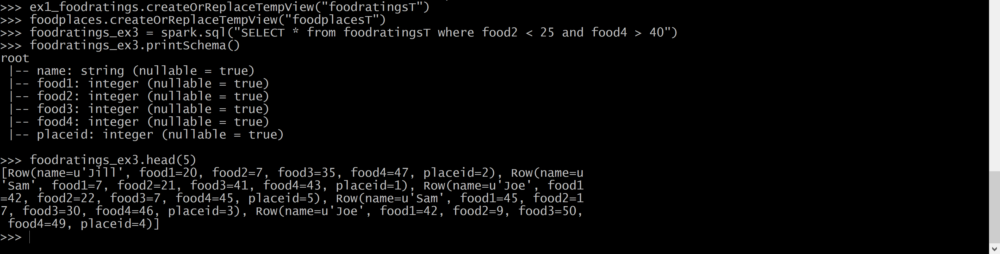 >>> ex1_foodratings.createOrReplaceTempView("foodratingsT")
>>> foodplaces.createOrReplaceTempView("foodplacesT")
>>> foodratings_ex3 = spark.sql("SELECT * from foodratingsT where food2 < 25 and food4 > 40")
>>> foodratings_ex3.printSchema()
root
 |-- name: string (nullable = true)
 |-- food1: integer (nullable = true)
 |-- food2: integer (nullable = true)
 |-- food3: integer (nullable = true)
 |-- food4: integer (nullable = true)
 |-- placeid: integer (nullable = true)

>>> foodratings_ex3.head(5)
[Row(name=u'Jill', food1=20, food2=7, food3=35, food4=47, placeid=2), Row(name=u
'Sam', food1=7, food2=21, food3=41, food4=43, placeid=1), Row(name=u'Joe', food1
=42, food2=22, food3=7, food4=45, placeid=5), Row(name=u'Sam', food1=45, food2=1
7, food3=30, food4=46, placeid=3), Row(name=u'Joe', food1=42, food2=9, food3=50,
 food4=49, placeid=4)]
>>>